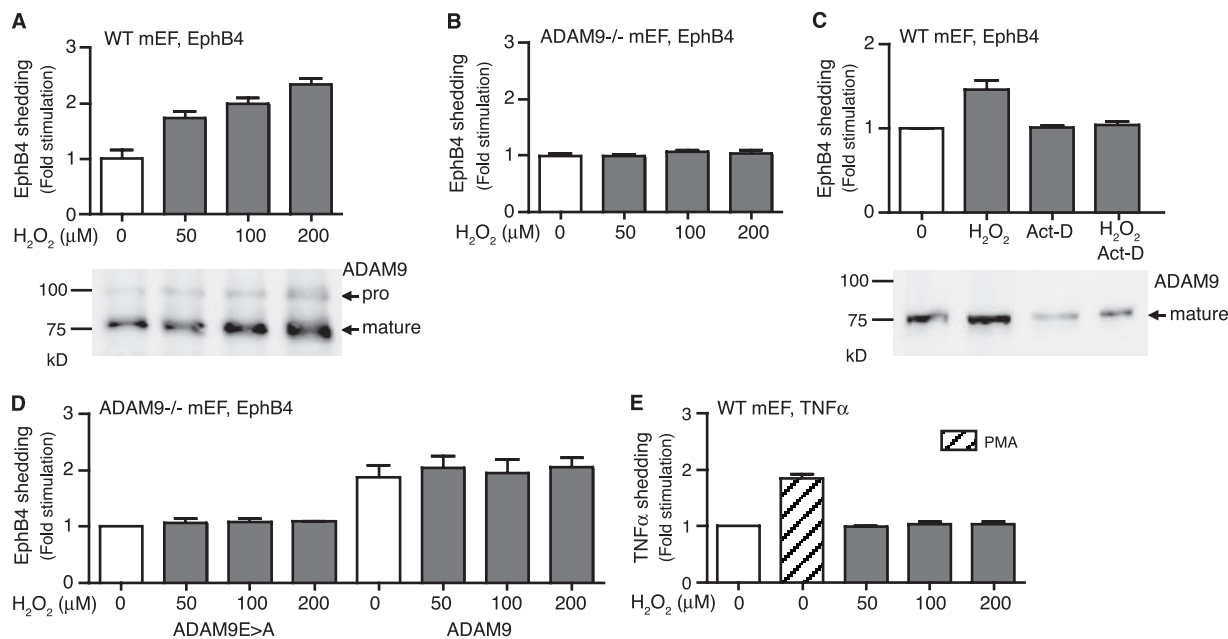 A
WT mEF, EphB4
EphB4 shedding
(Fold stimulation)
3
2
1
0
H₂O₂ (μM)
0
50
100
200
ADAM9
100
pro
75
mature
kD
B
ADAM9-/- mEF, EphB4
EphB4 shedding
(Fold stimulation)
3
2
1
0
H₂O₂ (μM)
0
50
100
200
C
WT mEF, EphB4
EphB4 shedding
(Fold stimulation)
2
1
0
0
H₂O₂
Act-D
H₂O₂
Act-D
100
ADAM9
75
mature
kD
D
ADAM9-/- mEF, EphB4
EphB4 shedding
(Fold stimulation)
3
2
1
0
H₂O₂ (μM)
0
50
100
200
0
50
100
200
ADAM9E>A
ADAM9
E
WT mEF, TNFα
PMA
TNFα shedding
(Fold stimulation)
3
2
1
0
H₂O₂ (μM)
0
0
50
100
200